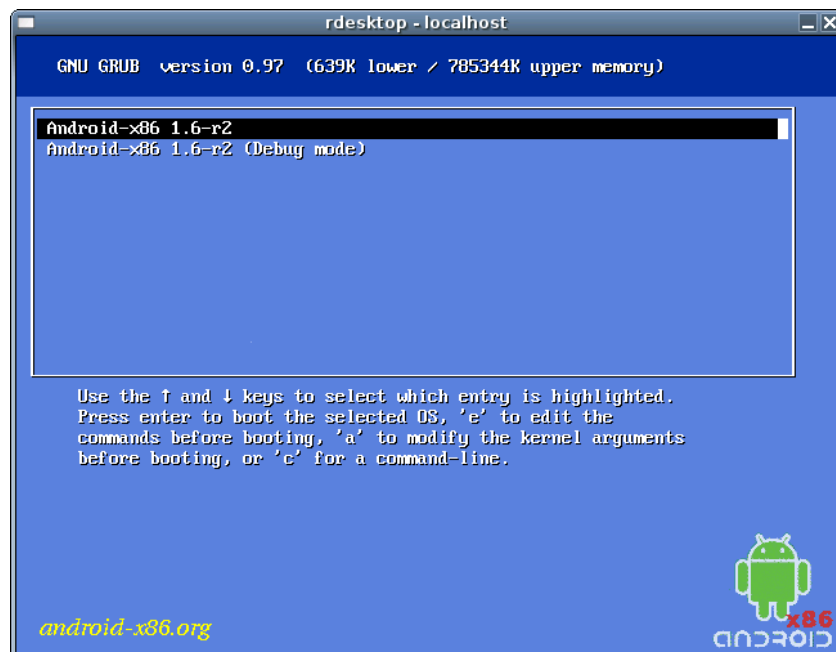 rdesktop - localhost
GNU GRUB version 0.97 (639K lower / 785344K upper memory)
Android-x86 1.6-r2
Android-x86 1.6-r2 (Debug mode)
Use the ↑ and ↓ keys to select which entry is highlighted.
Press enter to boot the selected OS, 'e' to edit the
commands before booting, 'a' to modify the kernel arguments
before booting, or 'c' for a command-line.
android-x86.org
x86
ANDROID